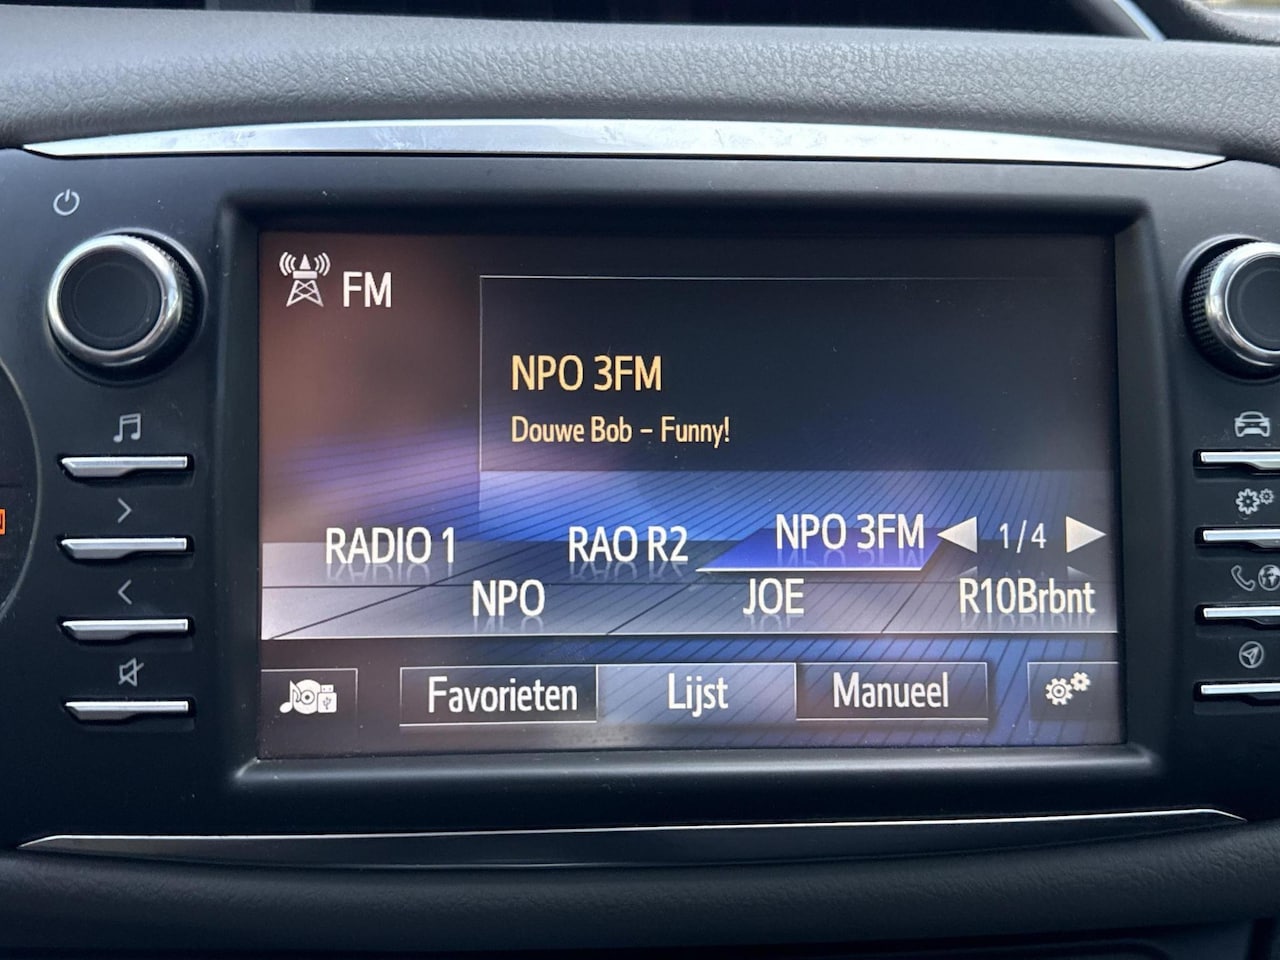 FM
NPO 3FM
Douwe Bob - Funny!
RADIO 1 RAO R2 NPO 3FM 1/4
NPO JOE R10Brbnt
Favorieten Lijst Manueel